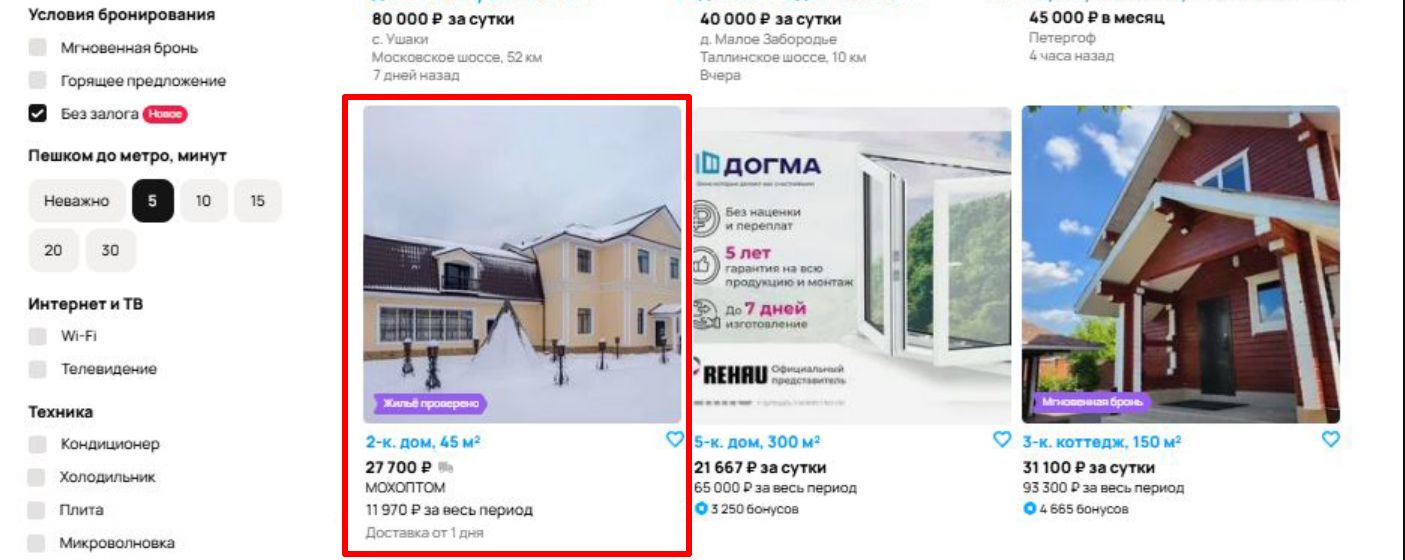 Условия бронирования
Мгновенная бронь
Горящее предложение
Без залога Новое
Пешком до метро, минут
Неважно 5 10 15
20 30
Интернет и ТВ
Wi-Fi
Телевидение
Техника
Кондиционер
Холодильник
Плита
Микроволновка
80 000 ₽ за сутки
с. Ушаки
Московское шоссе, 52 км
7 дней назад
40 000 ₽ за сутки
д. Малое Забородье
Таллинское шоссе, 10 км
Вчера
45 000 ₽ в месяц
Петергоф
4 часа назад
Жильё проверено
2-к. дом, 45 м²
27 700 ₽
МОХОПТОМ
11 970 ₽ за весь период
Доставка от 1 дня
ДОГМА
Без наценки
и переплат
5 лет
гарантия на всю
продукцию и монтаж
До 7 дней
изготовление
REHAU Официальный
представитель
5-к. дом, 300 м²
21 667 ₽ за сутки
65 000 ₽ за весь период
3 250 бонусов
Мгновенная бронь
3-к. коттедж, 150 м²
31 100 ₽ за сутки
93 300 ₽ за весь период
4 665 бонусов